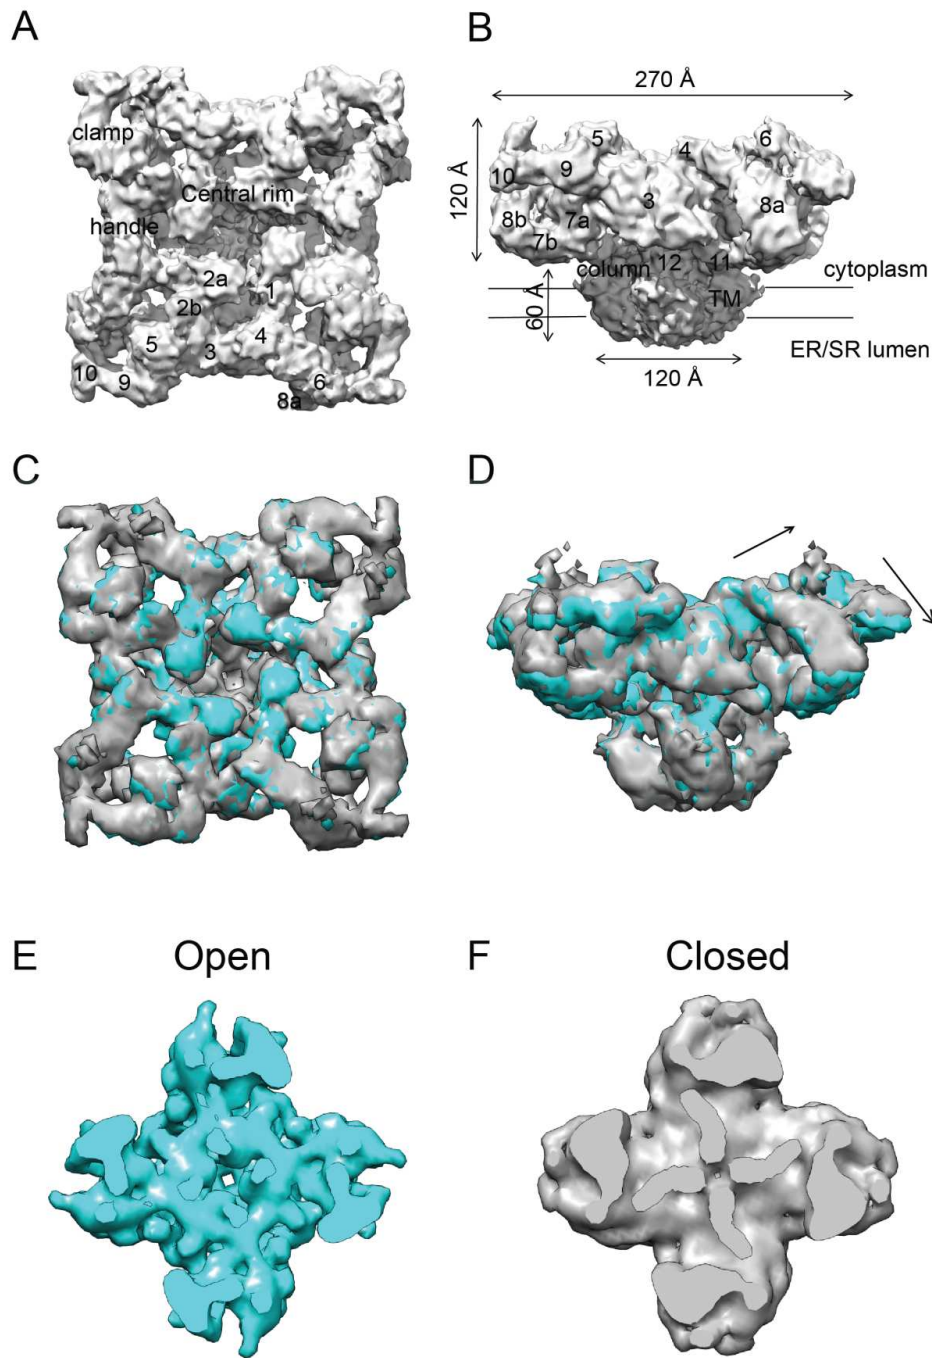 A
clamp
Central rim
handle
2a
1
2b
5
3
4
10
9
6
8a
B
270 Å
120 Å
5
4
6
10
9
3
8b
7a
8a
7b
column
12
11
cytoplasm
60 Å
TM
ER/SR lumen
120 Å
C
D
E
Open
F
Closed